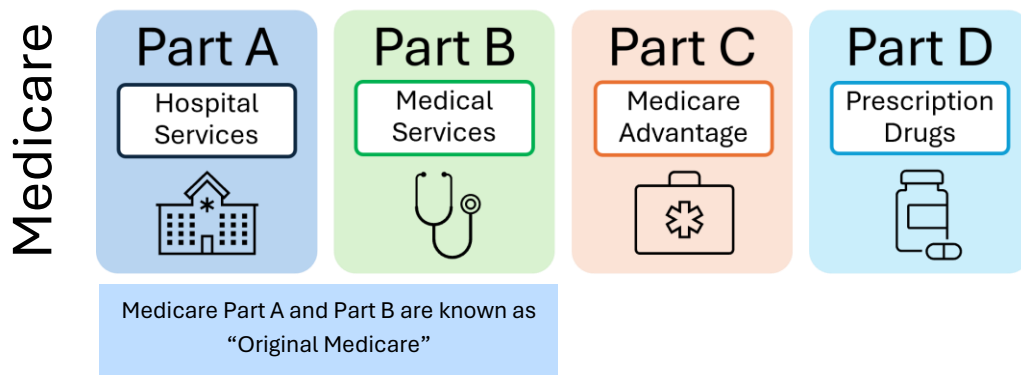 Medicare
Part A
Hospital
Services
Part B
Medical
Services
Part C
Medicare
Advantage
Part D
Prescription
Drugs
Medicare Part A and Part B are known as
“Original Medicare”